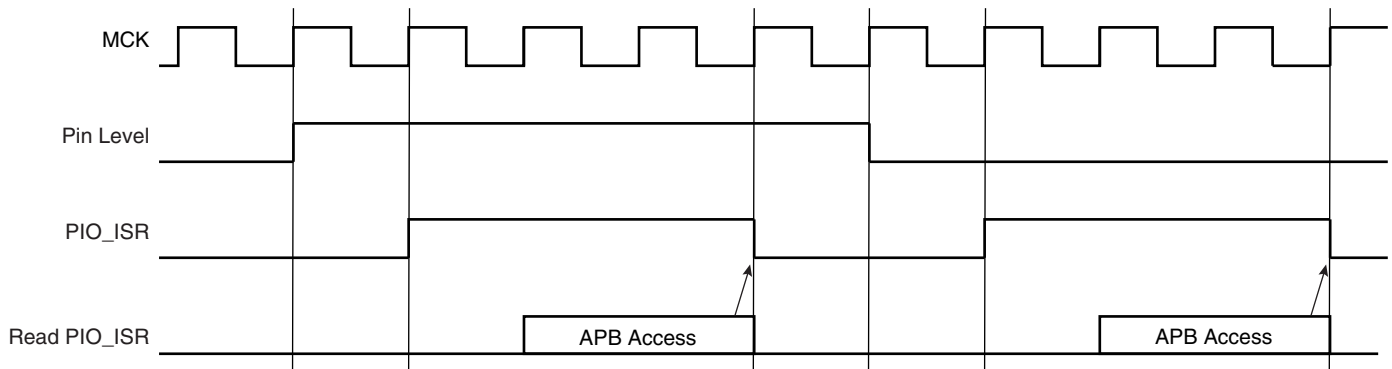 MCK
Pin Level
PIO_ISR
Read PIO_ISR
APB Access
APB Access